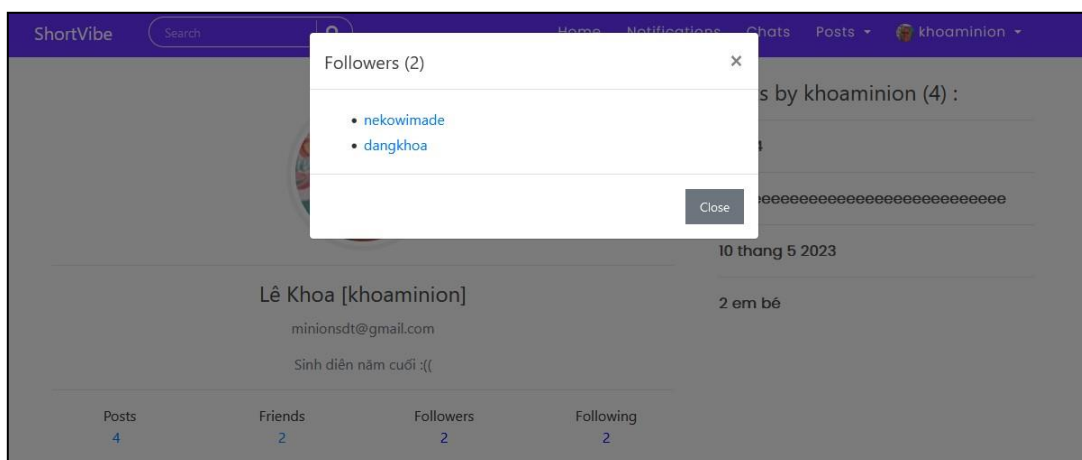 ShortVibe Search Home Notifications Chats Posts khoaminion
Followers (2) ×
nekowimade
dangkhoa
Close
by khoaminion (4) :
10 thang 5 2023
2 em bé
Lê Khoa [khoaminion]
minionsdt@gmail.com
Sinh diên năm cuối :((
Posts Friends Followers Following
4 2 2 2